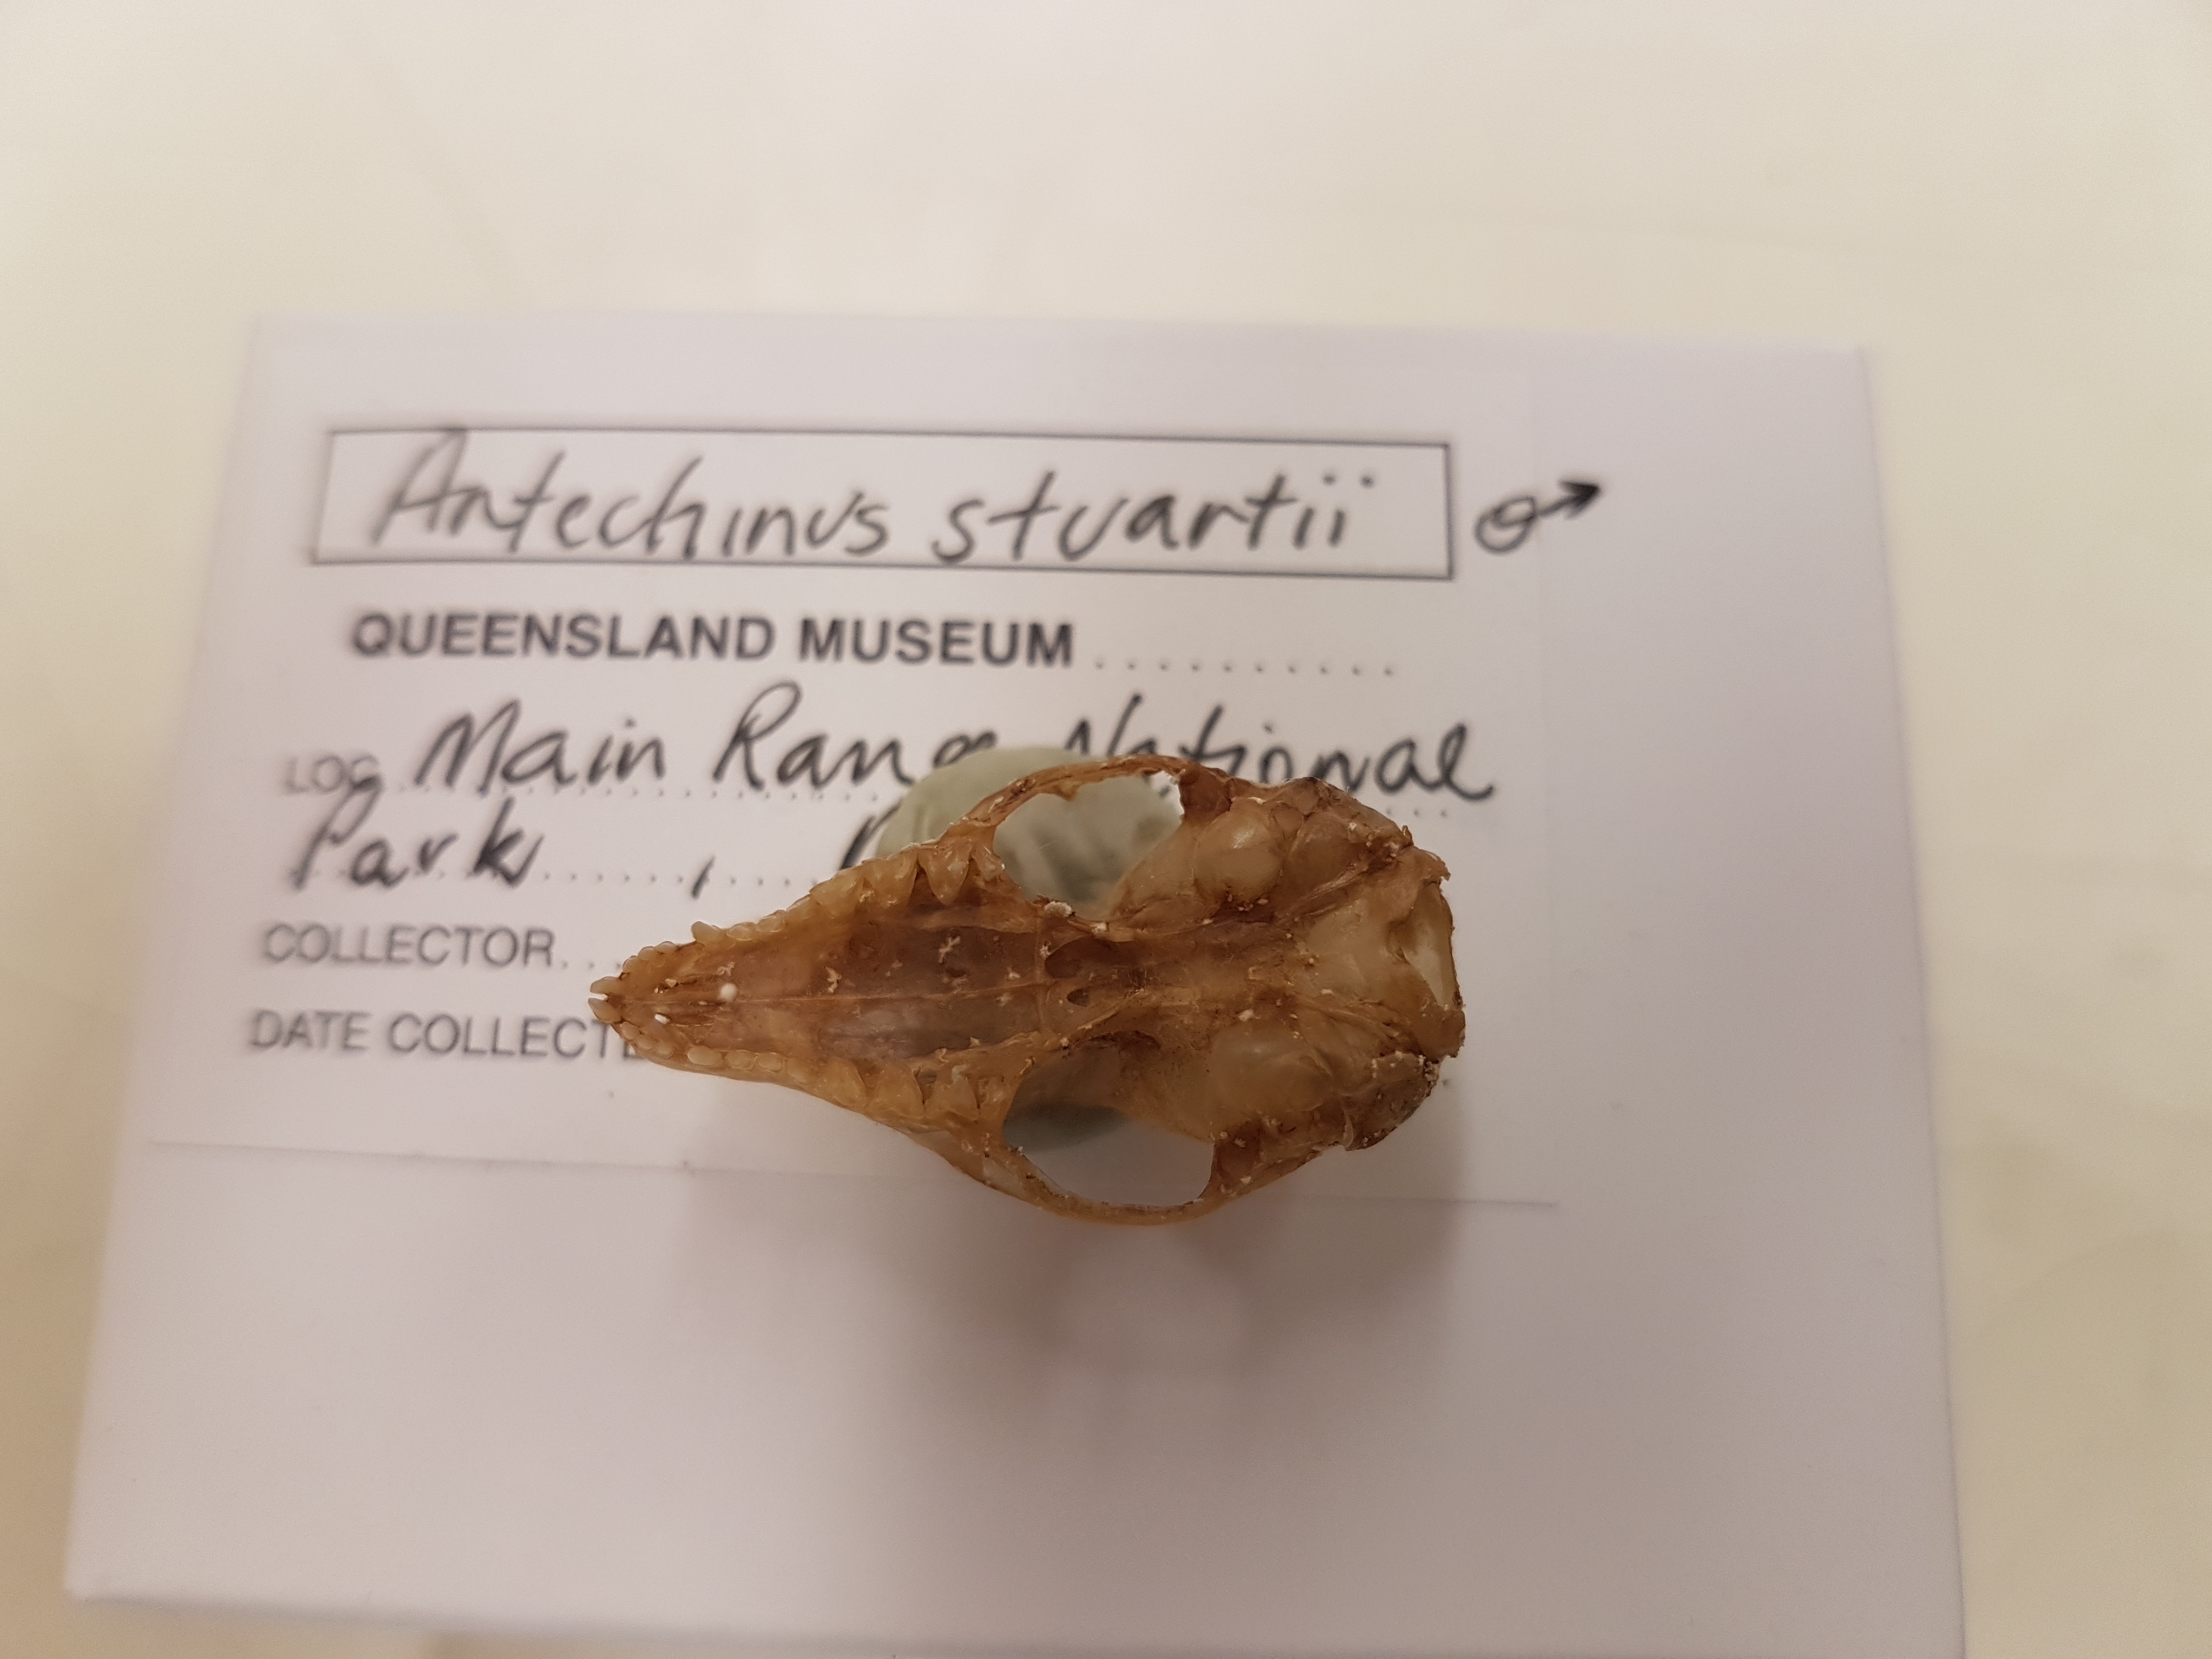 Antechinus stuartii ♂
QUEENSLAND MUSEUM
LOC. Main Range National
Park
COLLECTOR
DATE COLLECTE